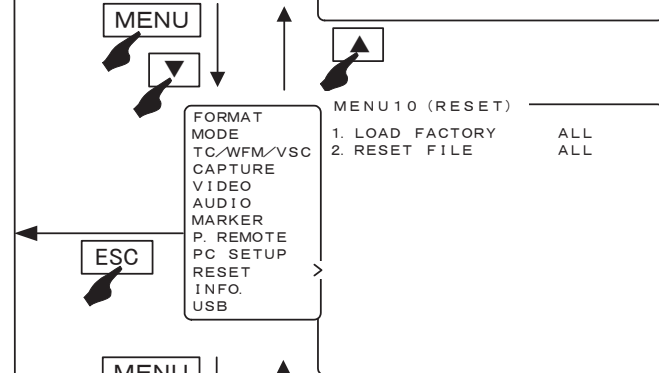 MENU
▼
▲
FORMAT
MODE
TC/WFM/VSC
CAPTURE
VIDEO
AUDIO
MARKER
P. REMOTE
PC SETUP
RESET >
INFO.
USB
MENU10 (RESET)
1. LOAD FACTORY ALL
2. RESET FILE ALL
ESC
MENU